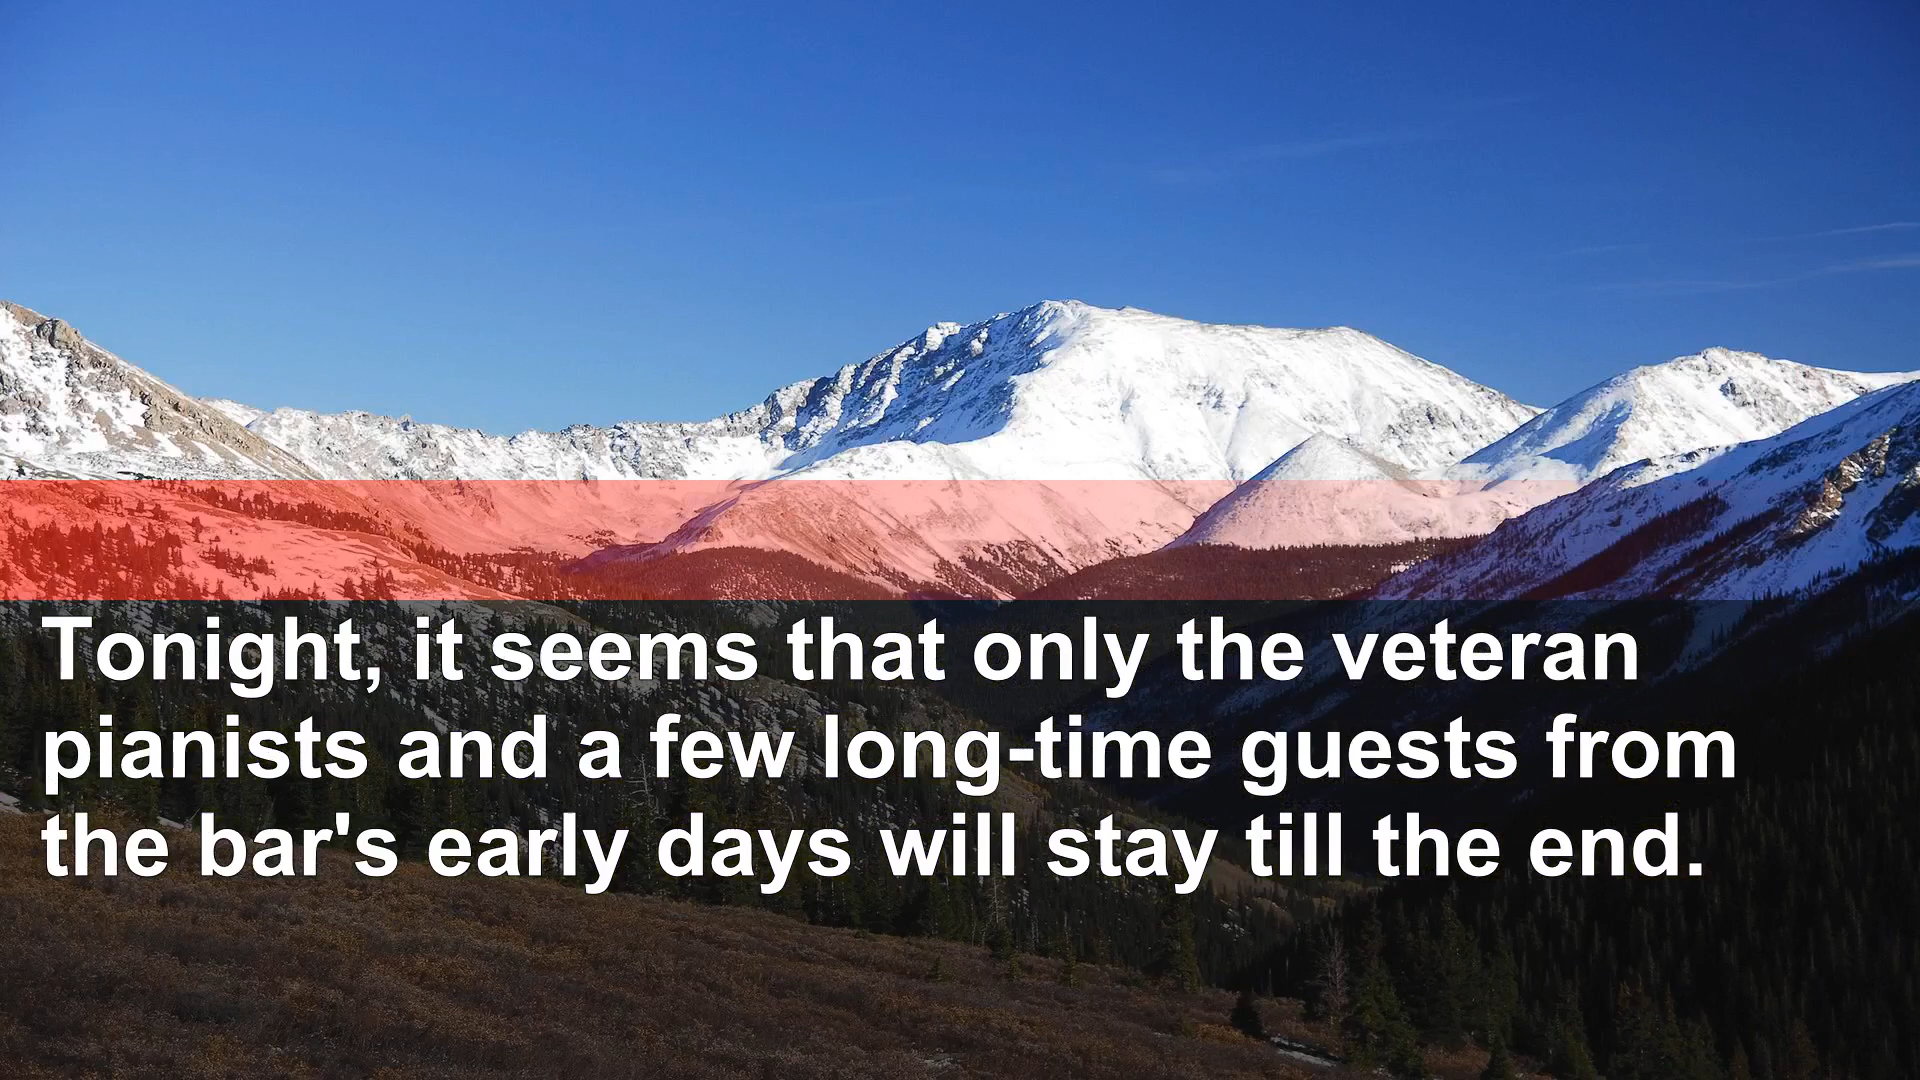 Tonight, it seems that only the veteran
pianists and a few long-time guests from
the bar's early days will stay till the end.